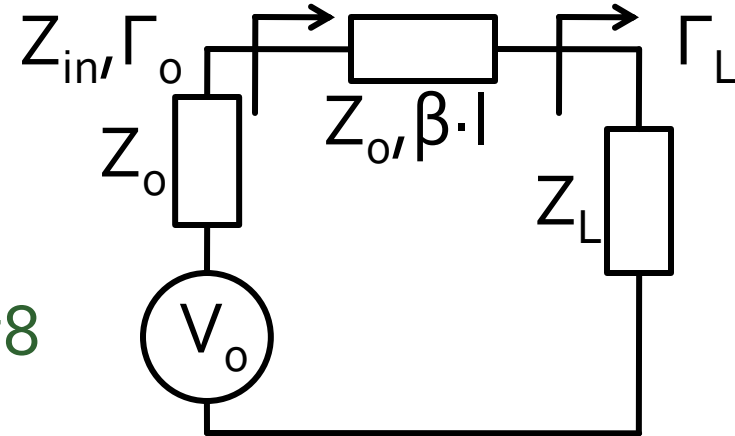 Z_in, Γ_o
Γ_L
Z_o, β·l
Z_o
Z_L
8
V_o